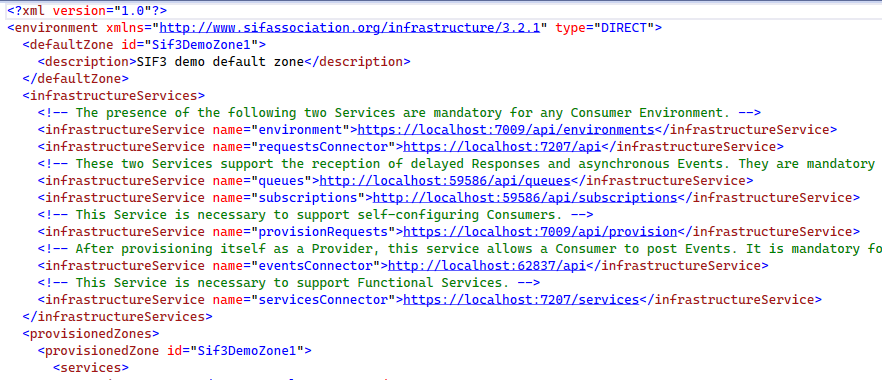 <?xml version="1.0"?>
<environment xmlns="http://www.sifassociation.org/infrastructure/3.2.1" type="DIRECT">
<defaultZone id="Sif3DemoZone1">
<description>SIF3 demo default zone</description>
</defaultZone>
<infrastructureServices>
<!-- The presence of the following two Services are mandatory for any Consumer Environment. -->
<infrastructureService name="environment">https://localhost:7009/api/environments</infrastructureService>
<infrastructureService name="requestsConnector">https://localhost:7207/api</infrastructureService>
<!-- These two Services support the reception of delayed Responses and asynchronous Events. They are mandatory
<infrastructureService name="queues">http://localhost:59586/api/queues</infrastructureService>
<infrastructureService name="subscriptions">http://localhost:59586/api/subscriptions</infrastructureService>
<!-- This Service is necessary to support self-configuring Consumers. -->
<infrastructureService name="provisionRequests">https://localhost:7009/api/provision</infrastructureService>
<!-- After provisioning itself as a Provider, this service allows a Consumer to post Events. It is mandatory fo
<infrastructureService name="eventsConnector">http://localhost:62837/api</infrastructureService>
<!-- This Service is necessary to support Functional Services. -->
<infrastructureService name="servicesConnector">https://localhost:7207/services</infrastructureService>
</infrastructureServices>
<provisionedZones>
<provisionedZone id="Sif3DemoZone1">
<services>